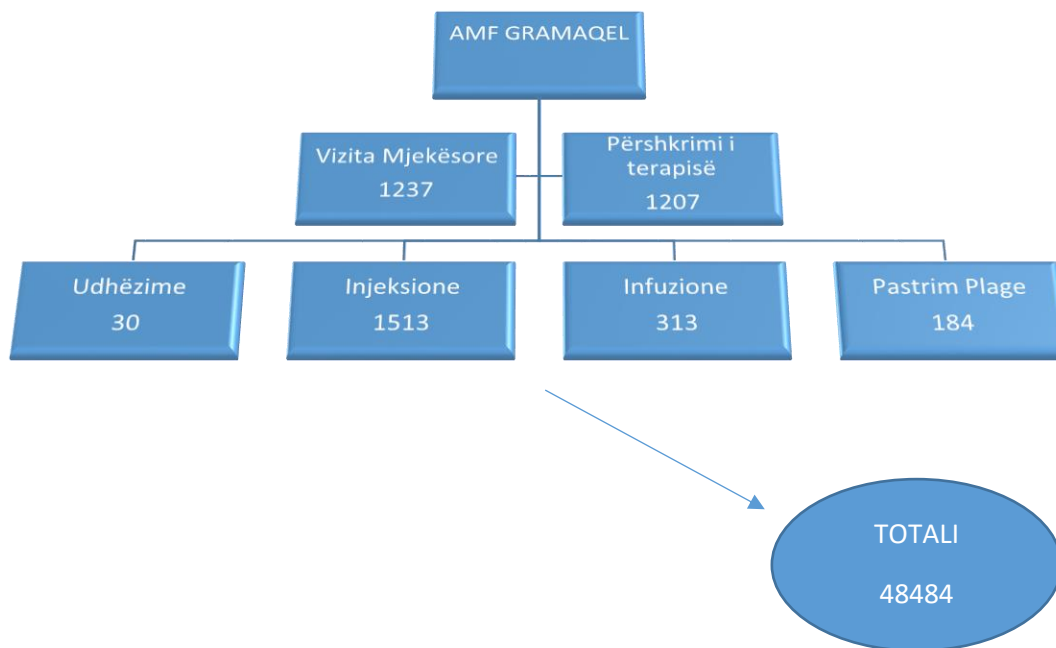 AMF GRAMAQEL
Vizita Mjekësore
1237
Përshkrimi i
terapisë
1207
Udhëzime
30
Injeksione
1513
Infuzione
313
Pastrim Plage
184
TOTALI
48484